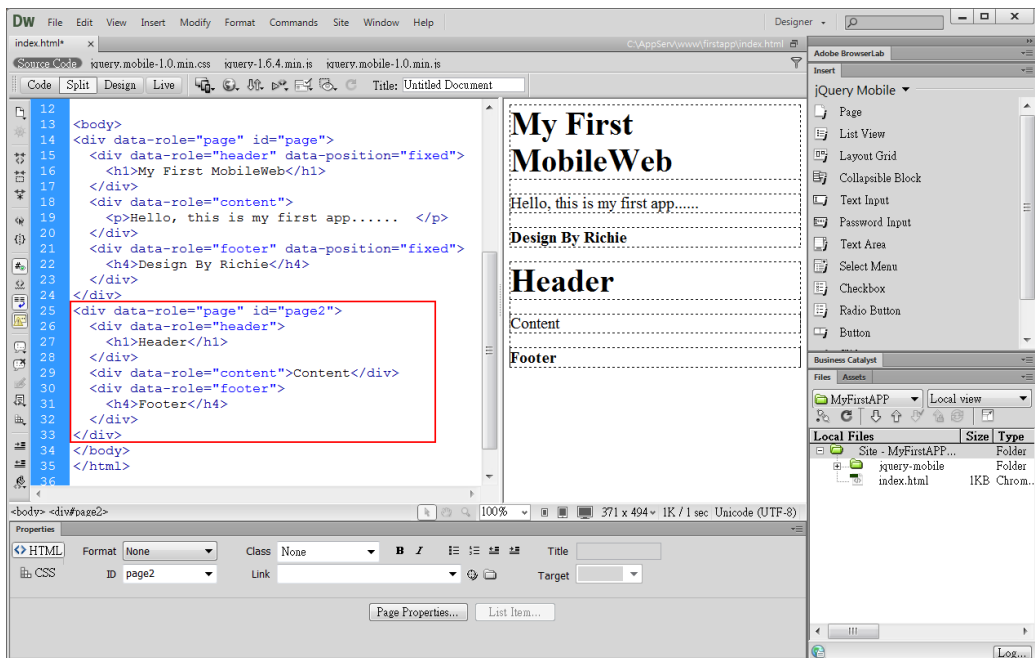 DW File Edit View Insert Modify Format Commands Site Window Help Designer
index.html* x C:\AppServ\www\firstapp\index.html
Source Code jquery.mobile-1.0.min.css jquery-1.6.4.min.js jquery.mobile-1.0.min.js
Code Split Design Live Title: Untitled Document
12
13 <body>
14 <div data-role="page" id="page">
15 <div data-role="header" data-position="fixed">
16 <h1>My First MobileWeb</h1>
17 </div>
18 <div data-role="content">
19 <p>Hello, this is my first app...... </p>
20 </div>
21 <div data-role="footer" data-position="fixed">
22 <h4>Design By Richie</h4>
23 </div>
24 </div>
25 <div data-role="page" id="page2">
26 <div data-role="header">
27 <h1>Header</h1>
28 </div>
29 <div data-role="content">Content</div>
30 <div data-role="footer">
31 <h4>Footer</h4>
32 </div>
33 </div>
34 </body>
35 </html>
36
My First
MobileWeb
Hello, this is my first app......
Design By Richie
Header
Content
Footer
<body> <div#page2> 100% 371 x 494 1K / 1 sec Unicode (UTF-8)
Properties
<> HTML Format None Class None B I Title
CSS ID page2 Link Target
Page Properties... List Item...
Adobe BrowserLab
Insert
jQuery Mobile
Page
List View
Layout Grid
Collapsible Block
Text Input
Password Input
Text Area
Select Menu
Checkbox
Radio Button
Button
Business Catalyst
Files Assets
MyFirstAPP Local view
Local Files Size Type
Site - MyFirstAPP... Folder
jquery-mobile Folder
index.html 1KB Chrom..
Log...